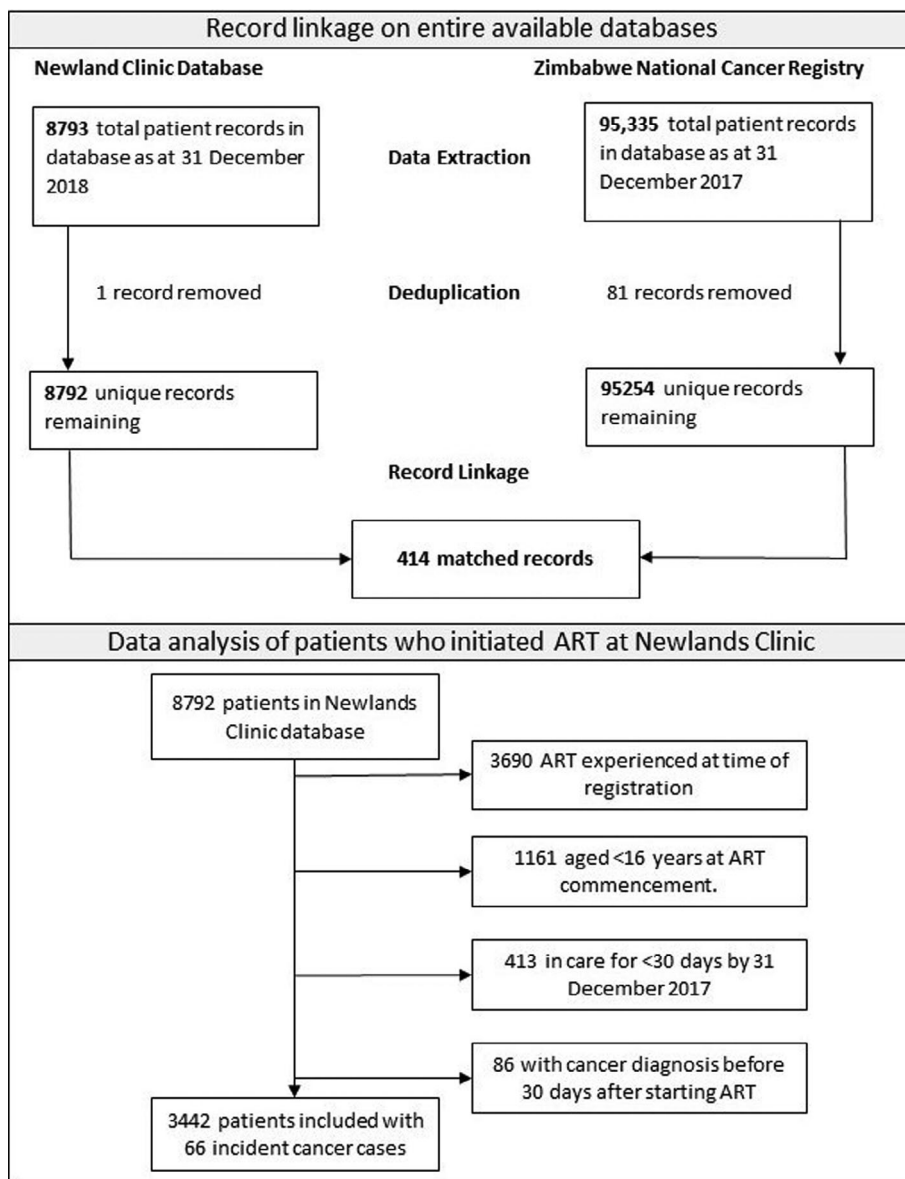 Record linkage on entire available databases
Newland Clinic Database
Zimbabwe National Cancer Registry
8793 total patient records in
database as at 31 December
2018
Data Extraction
95,335 total patient records
in database as at 31
December 2017
1 record removed
Deduplication
81 records removed
8792 unique records
remaining
95254 unique records
remaining
Record Linkage
414 matched records
Data analysis of patients who initiated ART at Newlands Clinic
8792 patients in Newlands
Clinic database
3690 ART experienced at time of
registration
1161 aged <16 years at ART
commencement.
413 in care for <30 days by 31
December 2017
86 with cancer diagnosis before
30 days after starting ART
3442 patients included with
66 incident cancer cases